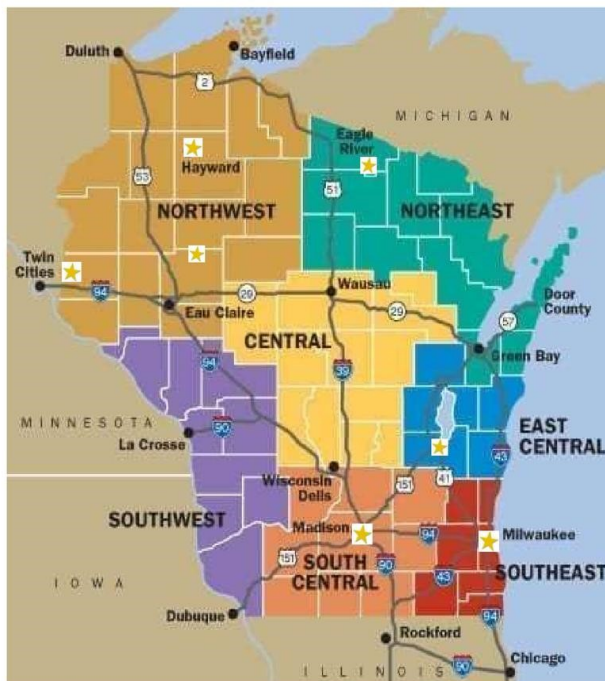 Duluth
Bayfield
2
MICHIGAN
Eagle
River
Hayward
53
51
NORTHWEST
NORTHEAST
Twin
Cities
94
29
Wausau
Door
County
Eau Claire
29
57
CENTRAL
Green Bay
94
39
MINNESOTA
90
EAST
CENTRAL
La Crosse
43
Wisconsin
Dells
151
41
SOUTHWEST
Madison
94
Milwaukee
151
SOUTH
CENTRAL
90
43
SOUTHEAST
IOWA
Dubuque
94
Rockford
Chicago
ILLINOIS
90